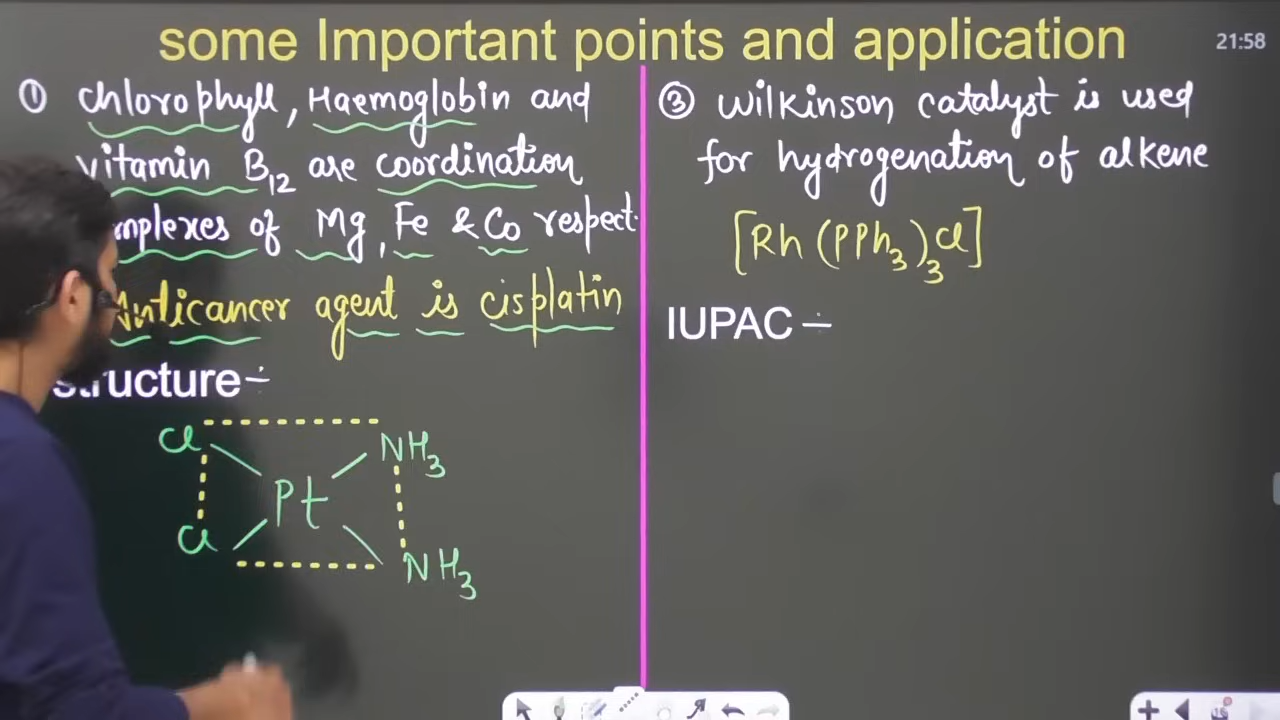 some Important points and application
21:58
① chlorophyll, Haemoglobin and
vitamin B12 are coordination
of Mg, Fe & Co respect.
Anticancer agent is cisplatin
structure÷
Cl NH3
Pt
Cl NH3
③ Wilkinson catalyst is used
for hydrogenation of alkene
[Rh(PPh3)3Cl]
IUPAC÷